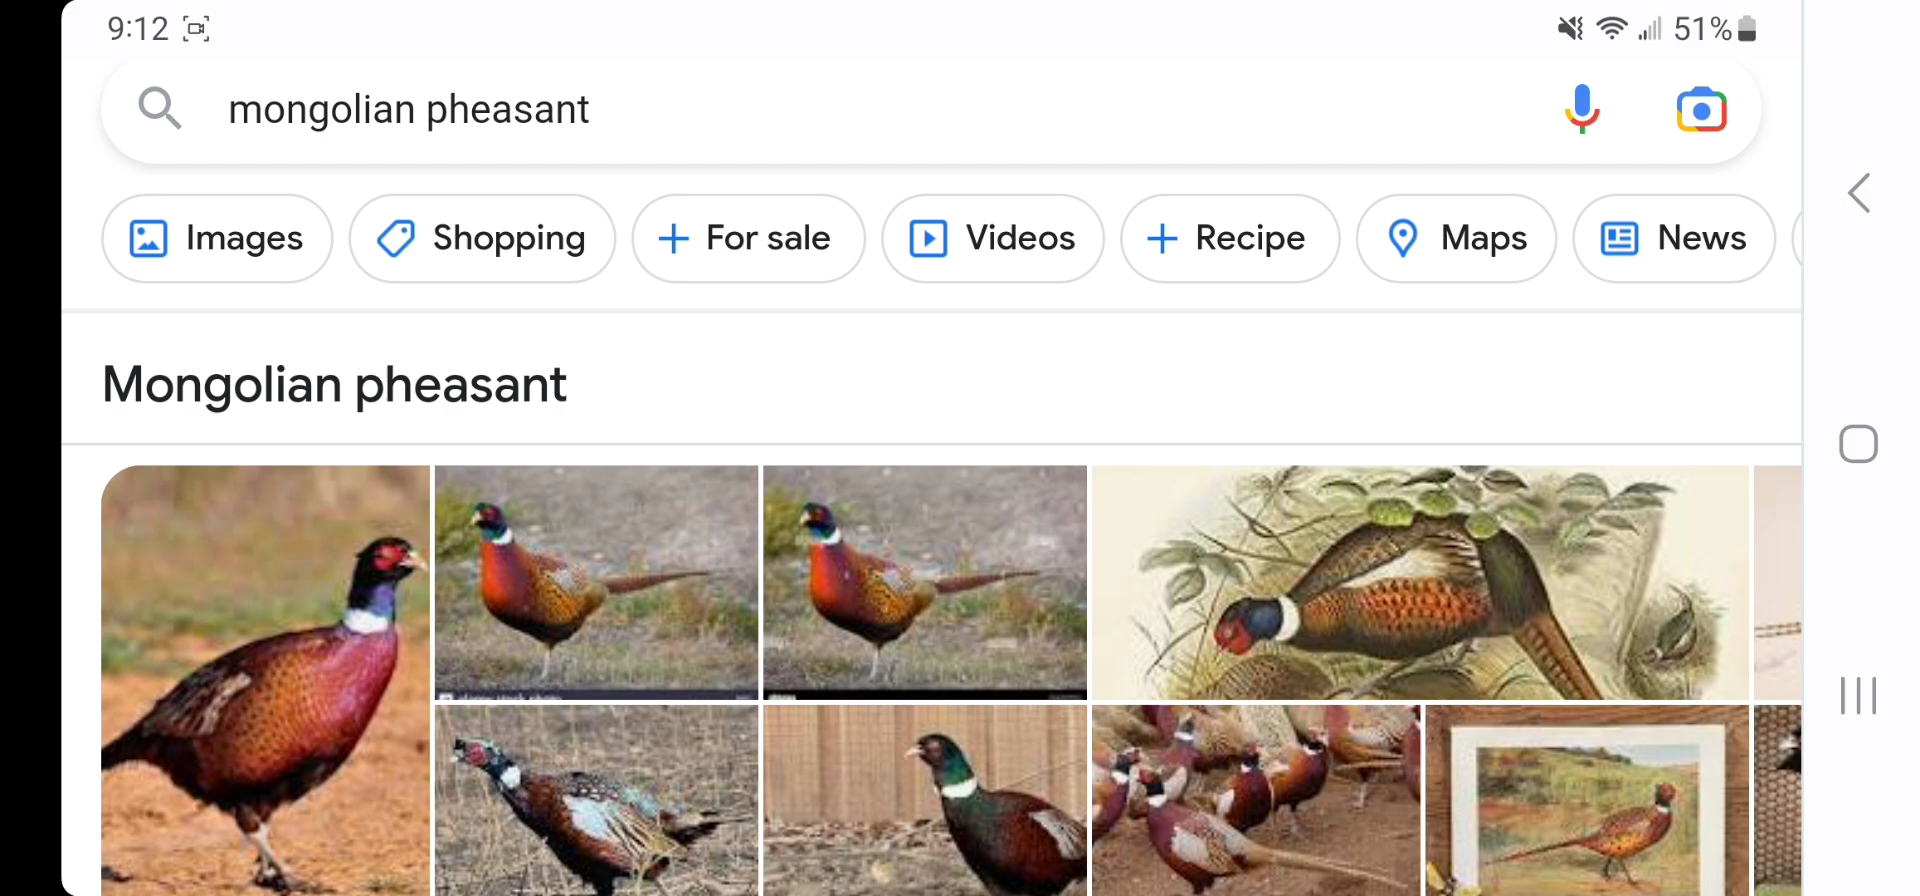 9:12 51%
mongolian pheasant
Images Shopping For sale Videos Recipe Maps News
Mongolian pheasant